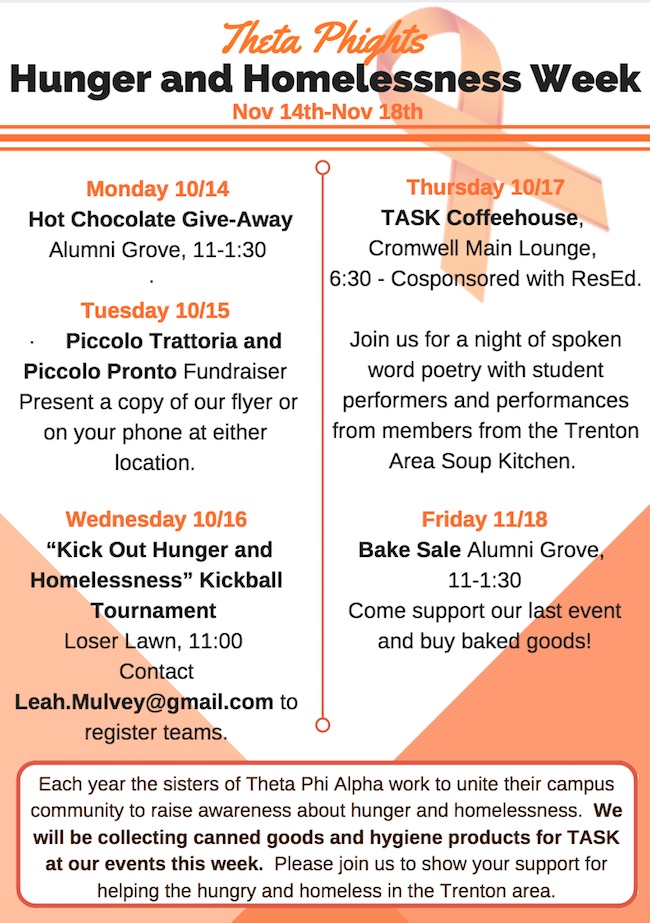 Theta Phights
Hunger and Homelessness Week
Nov 14th-Nov 18th
Monday 10/14
Hot Chocolate Give-Away
Alumni Grove, 11-1:30
.
Tuesday 10/15
· Piccolo Trattoria and
Piccolo Pronto Fundraiser
Present a copy of our flyer or
on your phone at either
location.
Wednesday 10/16
“Kick Out Hunger and
Homelessness” Kickball
Tournament
Loser Lawn, 11:00
Contact
Leah.Mulvey@gmail.com to
register teams.
Thursday 10/17
TASK Coffeehouse,
Cromwell Main Lounge,
6:30 - Cosponsored with ResEd.
Join us for a night of spoken
word poetry with student
performers and performances
from members from the Trenton
Area Soup Kitchen.
Friday 11/18
Bake Sale Alumni Grove,
11-1:30
Come support our last event
and buy baked goods!
Each year the sisters of Theta Phi Alpha work to unite their campus
community to raise awareness about hunger and homelessness. We
will be collecting canned goods and hygiene products for TASK
at our events this week. Please join us to show your support for
helping the hungry and homeless in the Trenton area.